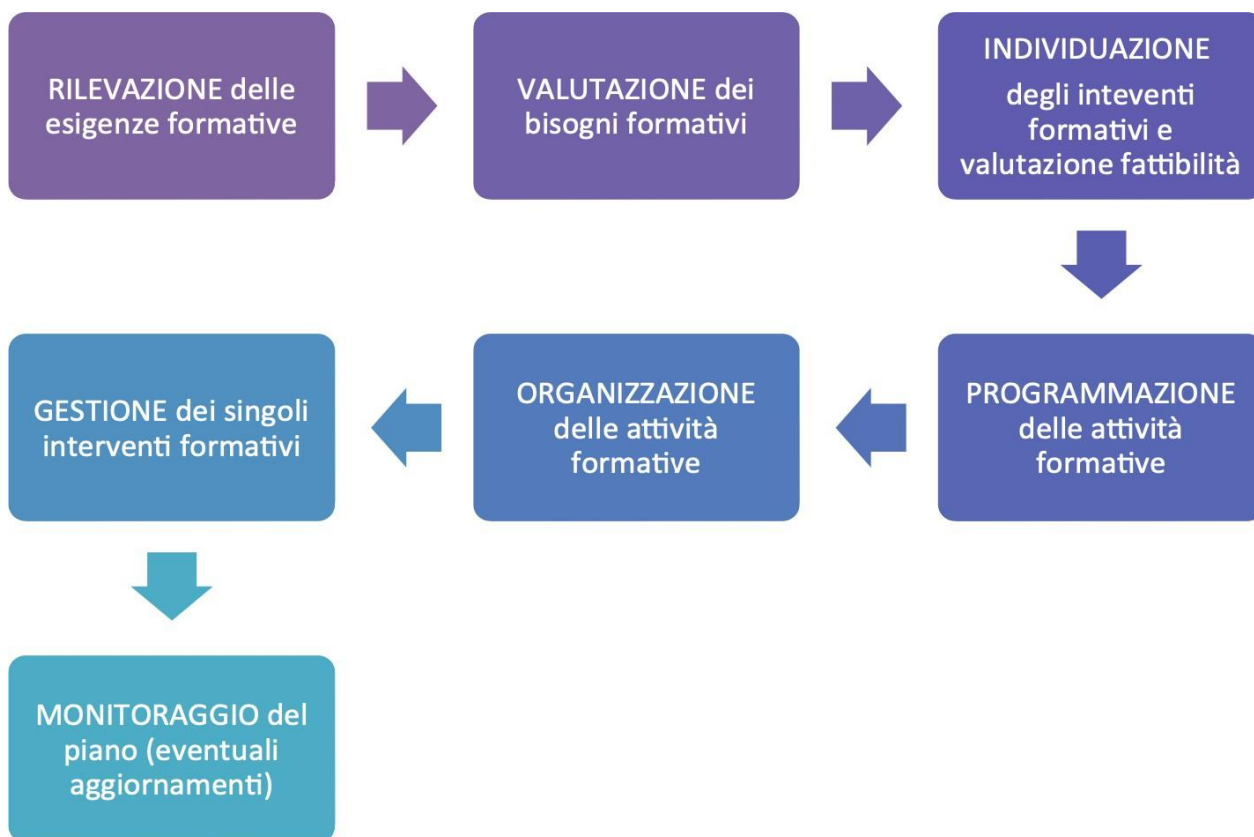 RILEVAZIONE delle
esigenze formative
VALUTAZIONE dei
bisogni formativi
INDIVIDUAZIONE
degli inteventi
formativi e
valutazione fattibilità
PROGRAMMAZIONE
delle attività
formative
ORGANIZZAZIONE
delle attività
formative
GESTIONE dei singoli
interventi formativi
MONITORAGGIO del
piano (eventuali
aggiornamenti)